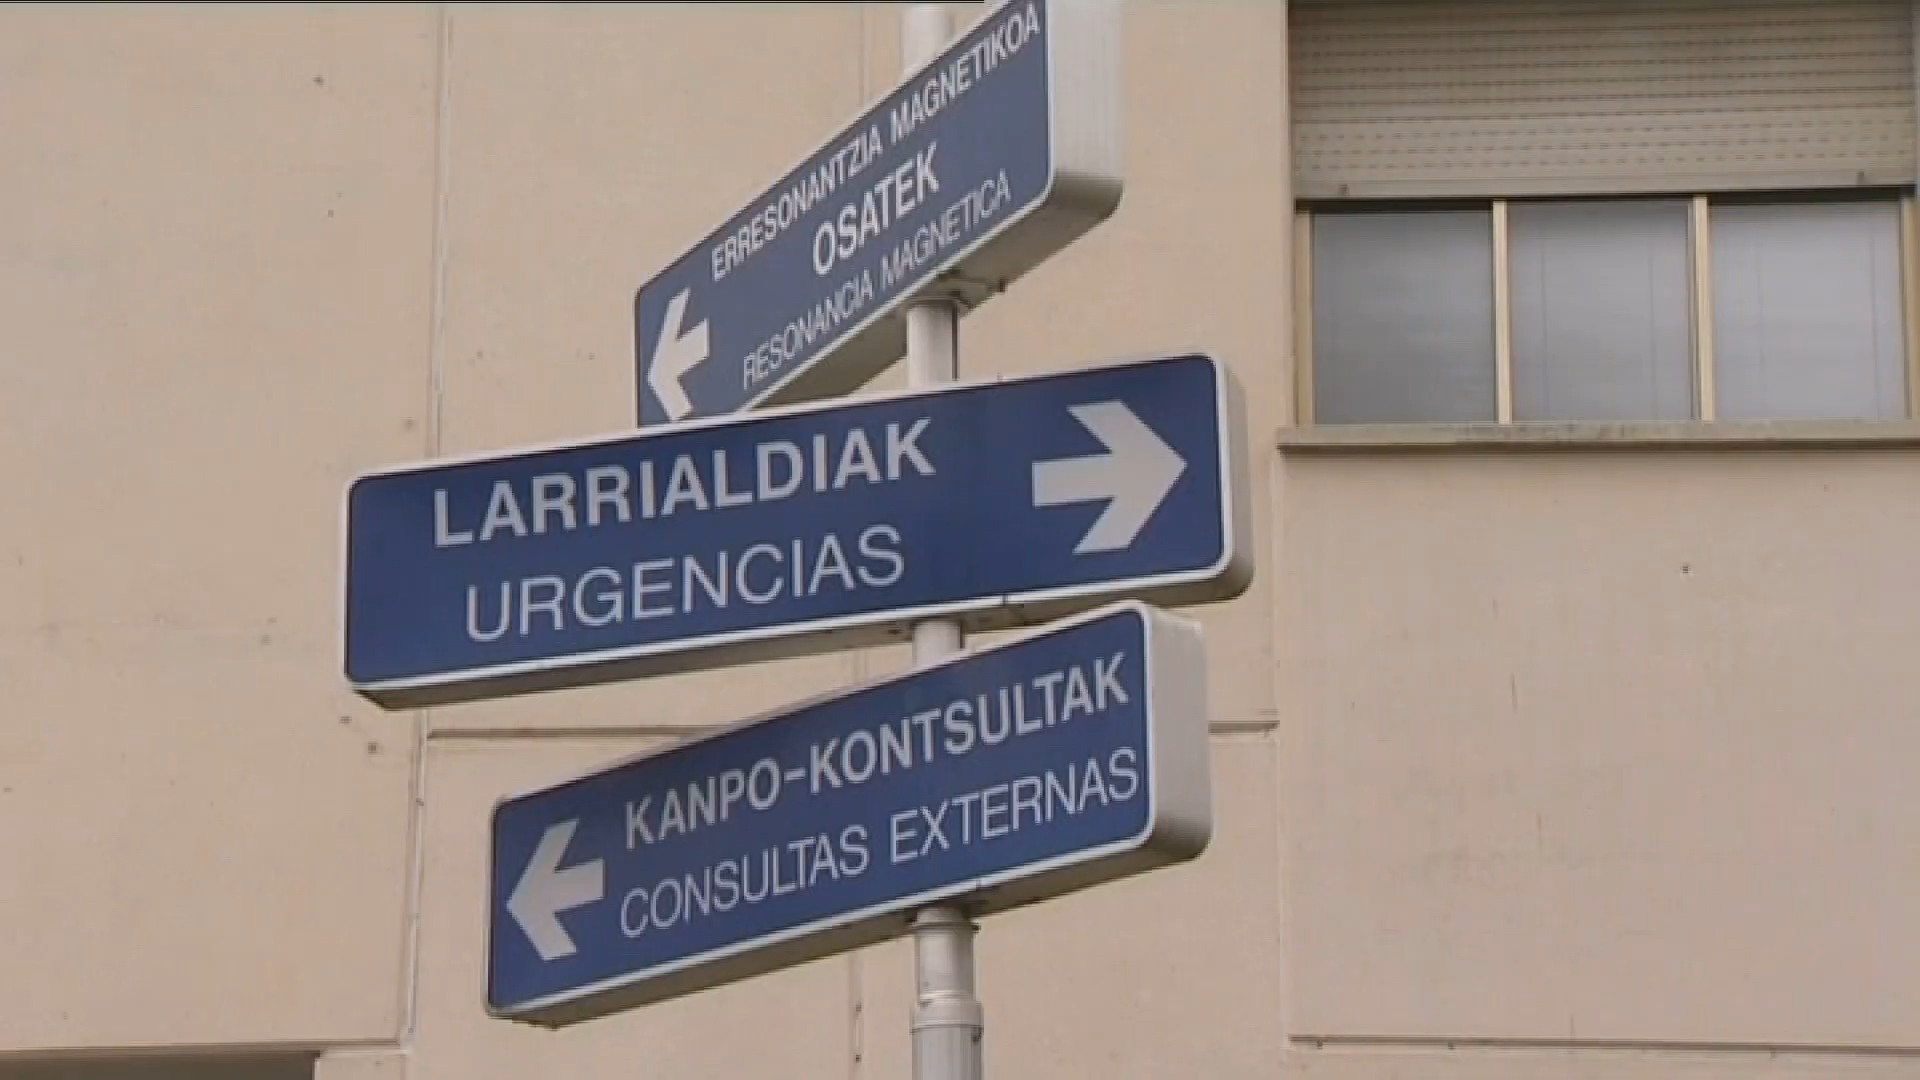 ERRESONANTZIA MAGNETIKOA
OSATEK
RESONANCIA MAGNETICA
LARRIALDIAK
URGENCIAS
KANPO-KONTSULTAK
CONSULTAS EXTERNAS